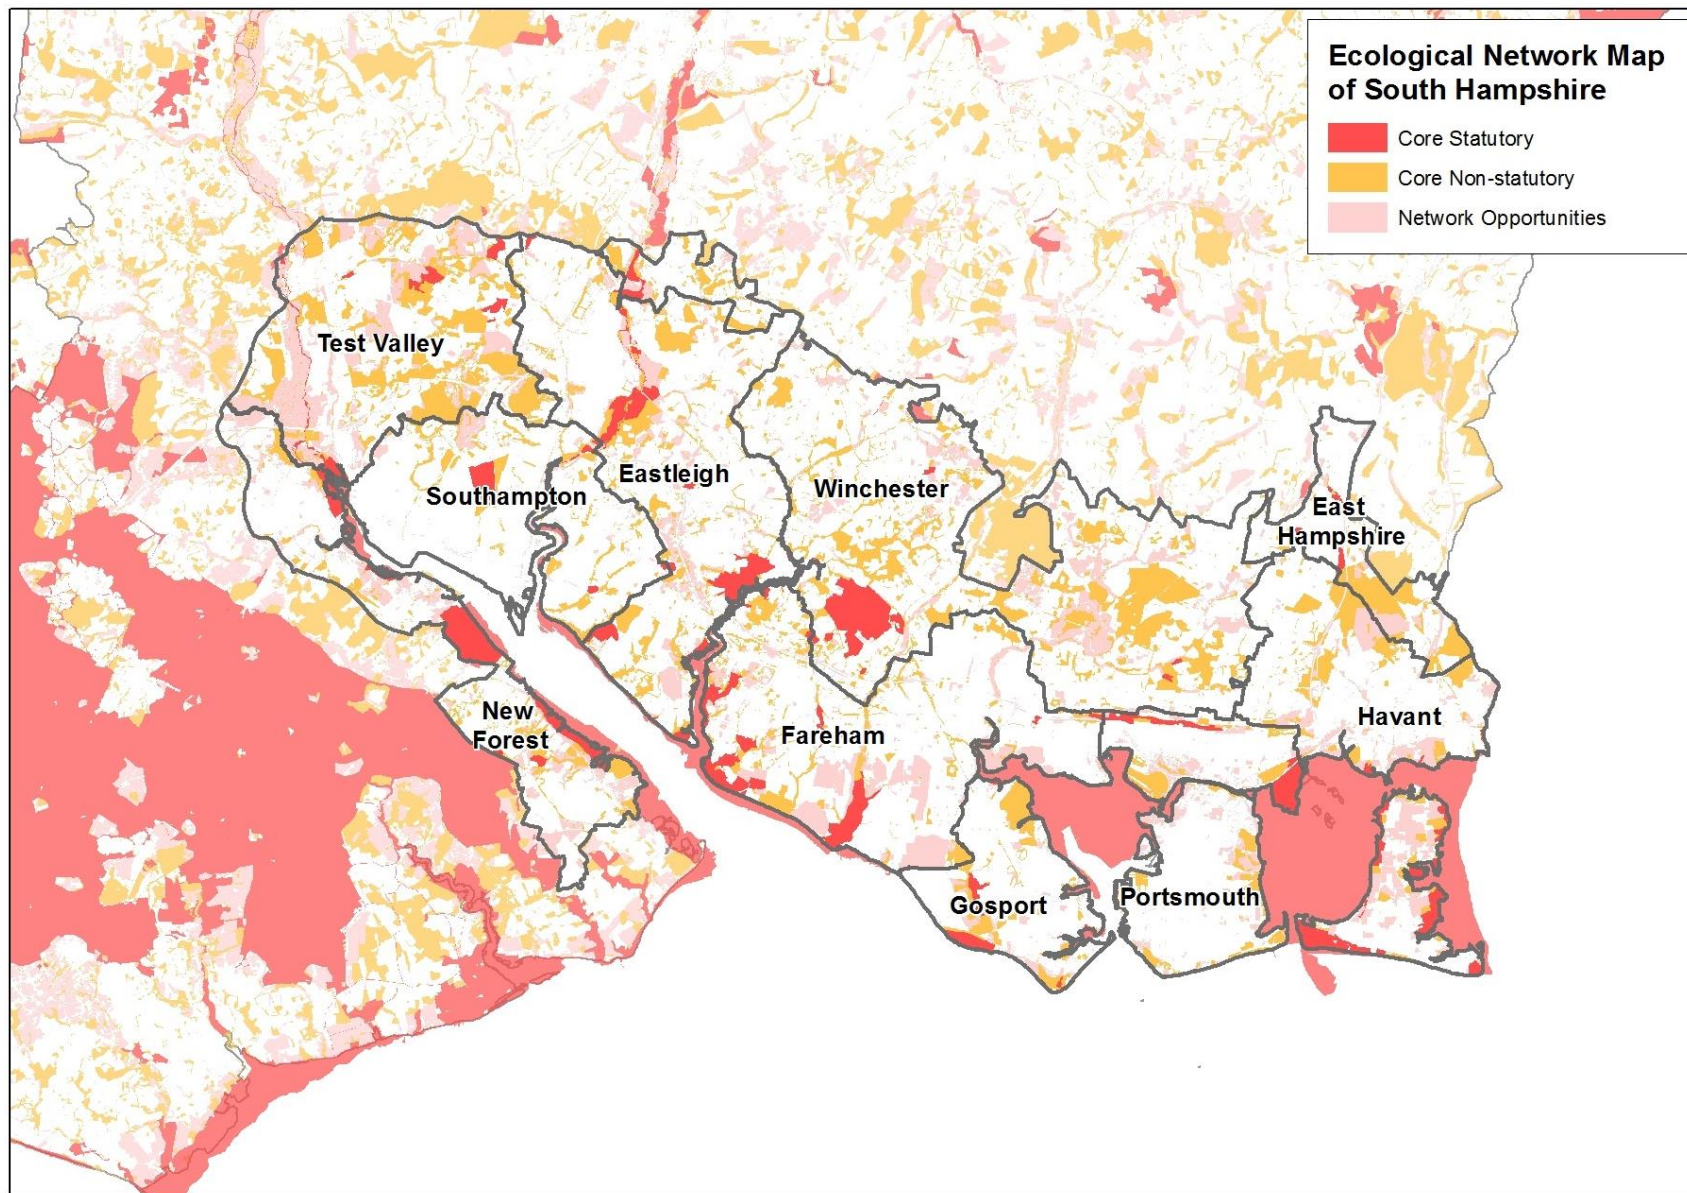 Ecological Network Map
of South Hampshire
Core Statutory
Core Non-statutory
Network Opportunities
Test Valley
Southampton
Eastleigh
Winchester
East
Hampshire
New
Forest
Fareham
Havant
Gosport
Portsmouth